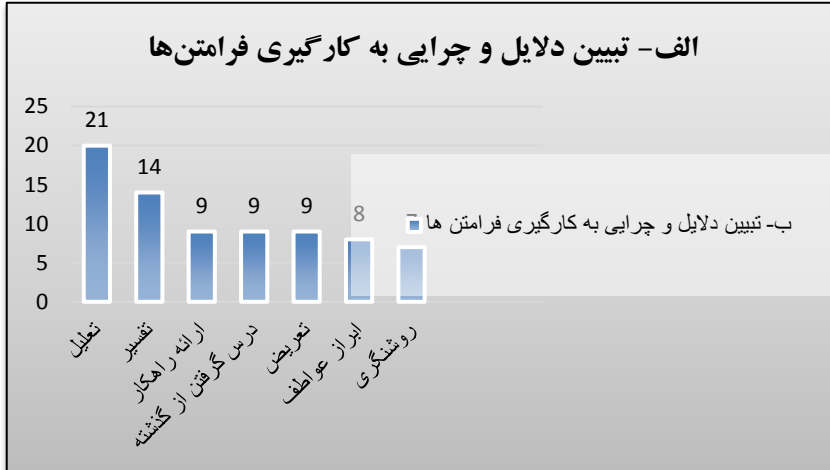 الف- تبیین دلایل و چرایی به کارگیری فرامتن‌ها
25
20
15
10
5
0
21
14
9
9
9
8
7
تعلیل
تفسیر
ارائه راهکار
درس گرفتن از گذشته
تعریض
ابراز عواطف
روشنگری
ب- تبیین دلایل و چرایی به کارگیری فرامتن ها